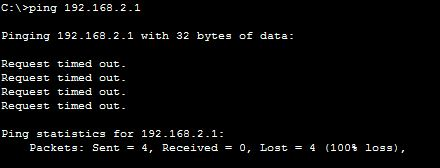 C:\>ping 192.168.2.1
Pinging 192.168.2.1 with 32 bytes of data:
Request timed out.
Request timed out.
Request timed out.
Request timed out.
Ping statistics for 192.168.2.1:
Packets: Sent = 4, Received = 0, Lost = 4 (100% loss),